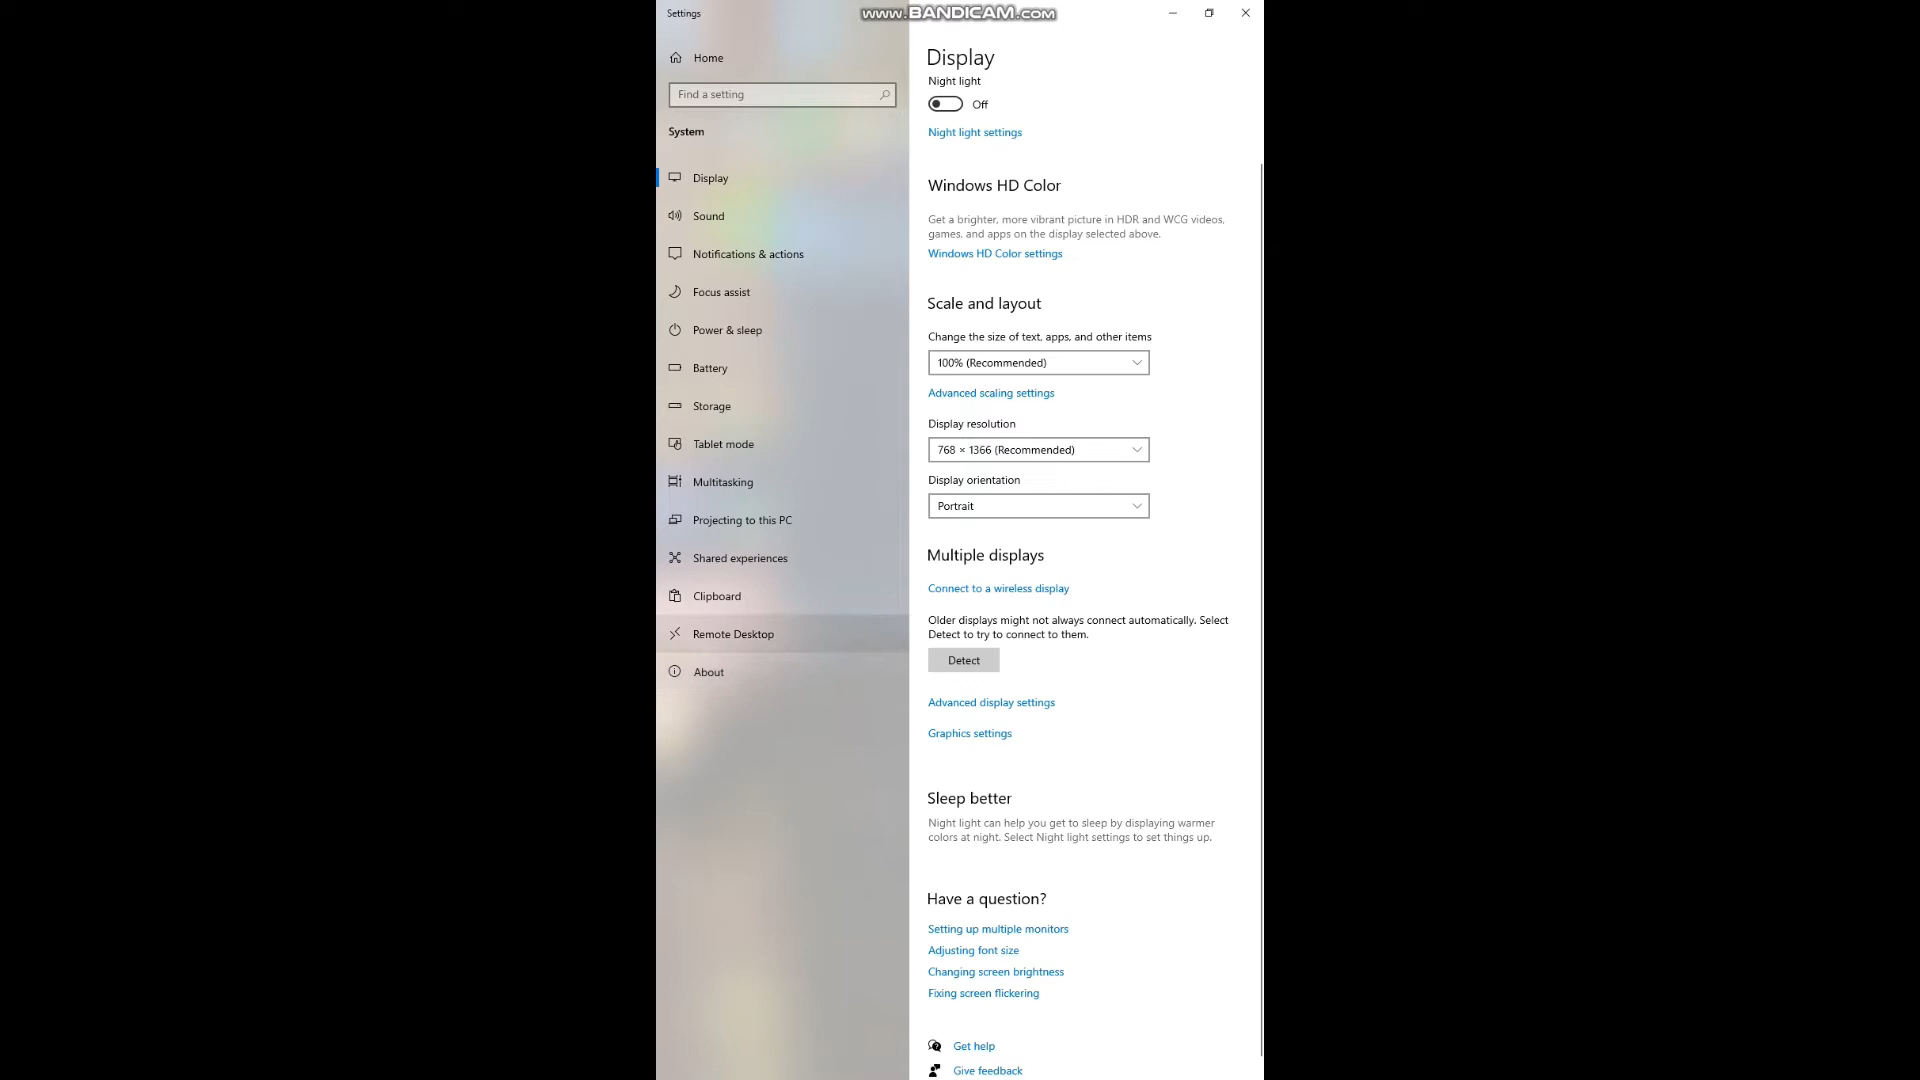 Settings
www.BANDICAM.com
Home
Find a setting
System
Display
Sound
Notifications & actions
Focus assist
Power & sleep
Battery
Storage
Tablet mode
Multitasking
Projecting to this PC
Shared experiences
Clipboard
Remote Desktop
About
Display
Night light
Off
Night light settings
Windows HD Color
Get a brighter, more vibrant picture in HDR and WCG videos,
games, and apps on the display selected above.
Windows HD Color settings
Scale and layout
Change the size of text, apps, and other items
100% (Recommended)
Advanced scaling settings
Display resolution
768 × 1366 (Recommended)
Display orientation
Portrait
Multiple displays
Connect to a wireless display
Older displays might not always connect automatically. Select
Detect to try to connect to them.
Detect
Advanced display settings
Graphics settings
Sleep better
Night light can help you get to sleep by displaying warmer
colors at night. Select Night light settings to set things up.
Have a question?
Setting up multiple monitors
Adjusting font size
Changing screen brightness
Fixing screen flickering
Get help
Give feedback